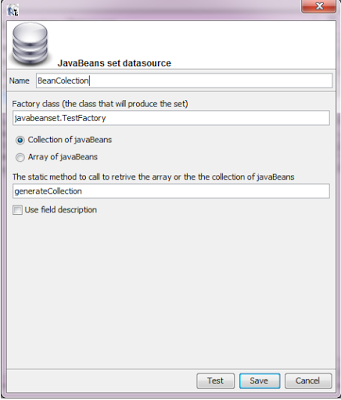 JavaBeans set datasource
Name BeanColection
Factory class (the class that will produce the set)
javabeanset.TestFactory
Collection of javaBeans
Array of javaBeans
The static method to call to retrive the array or the the collection of javaBeans
generateCollection
Use field description
Test Save Cancel